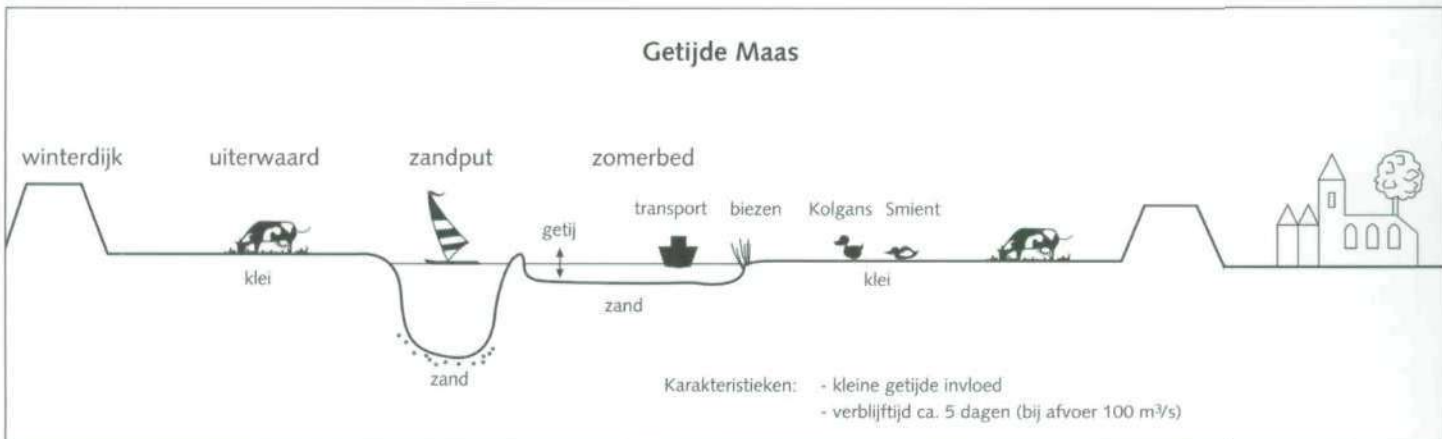 Getijde Maas
winterdijk uiterwaard zandput zomerbed
transport biezen Kolgans Smient
getij
klei klei
zand
zand
Karakteristieken: - kleine getijde invloed
- verblijftijd ca. 5 dagen (bij afvoer 100 m³/s)